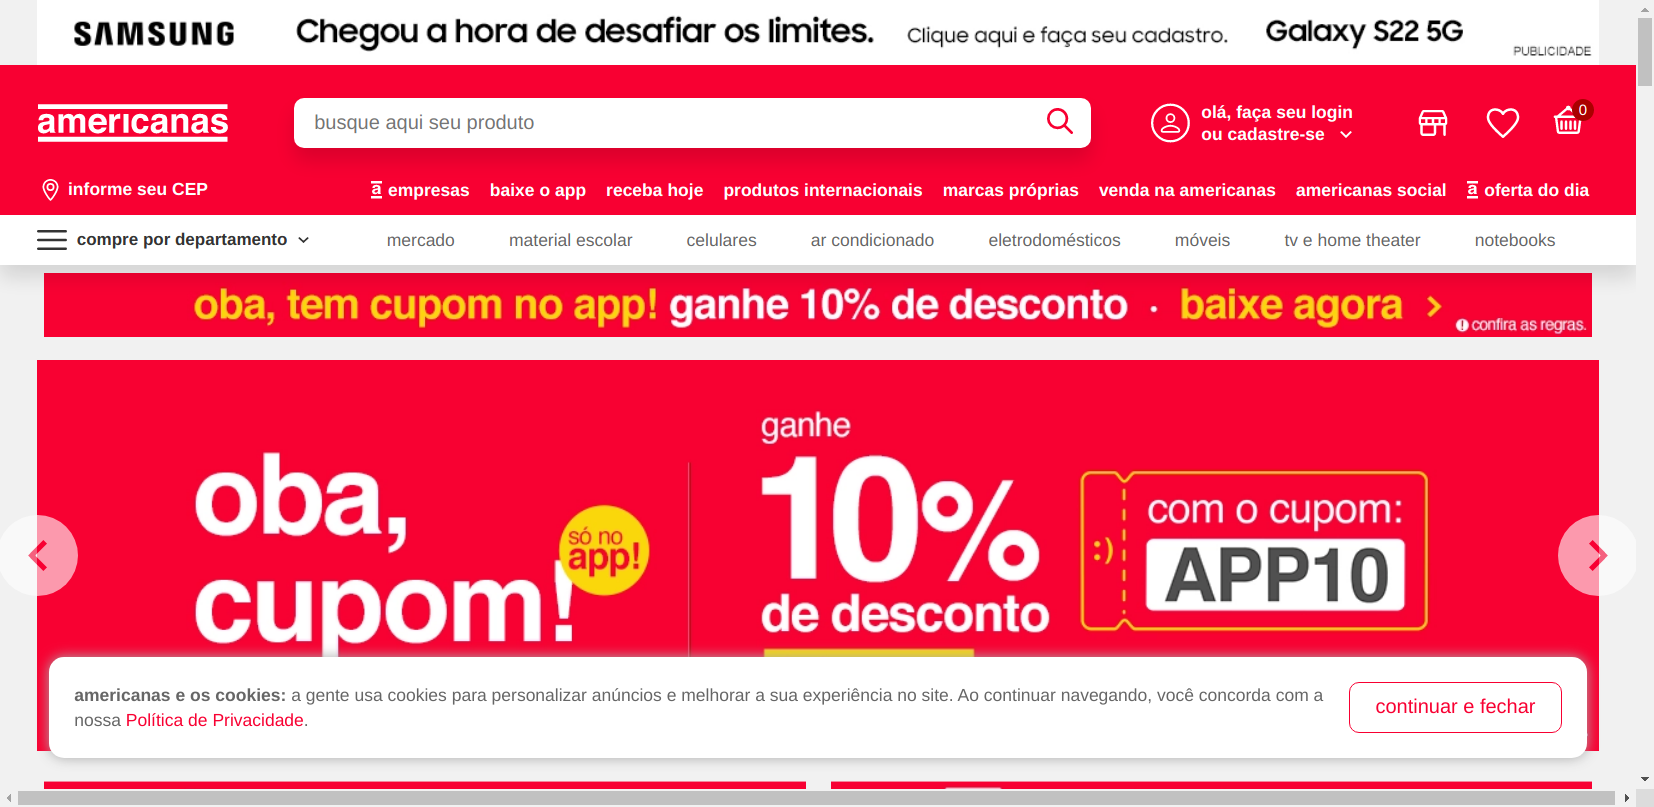 SAMSUNG Chegou a hora de desafiar os limites. Clique aqui e faça seu cadastro. Galaxy S22 5G
PUBLICIDADE
americanas
busque aqui seu produto
olá, faça seu login
ou cadastre-se
0
informe seu CEP
a empresas baixe o app receba hoje produtos internacionais marcas próprias venda na americanas americanas social a oferta do dia
compre por departamento mercado material escolar celulares ar condicionado eletrodomésticos móveis tv e home theater notebooks
oba, tem cupom no app! ganhe 10% de desconto · baixe agora >
confira as regras.
oba,
cupom!
só no
app!
ganhe
10%
de desconto
com o cupom:
:) APP10
americanas e os cookies: a gente usa cookies para personalizar anúncios e melhorar a sua experiência no site. Ao continuar navegando, você concorda com a
nossa Política de Privacidade.
continuar e fechar